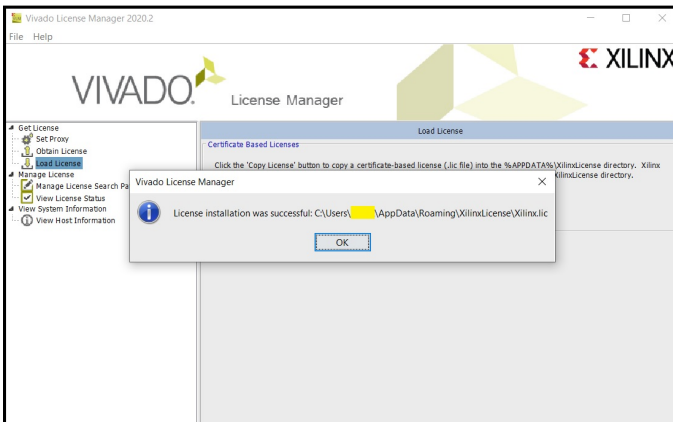 Vivado License Manager 2020.2
File Help
VIVADO.
License Manager
XILINX
Get License
Set Proxy
Obtain License
Load License
Manage License
Manage License Search Pa
View License Status
View System Information
View Host Information
Load License
Certificate Based Licenses
Click the 'Copy License' button to copy a certificate-based license (.lic file) into the %APPDATA%\XilinxLicense directory. Xilinx
XilinxLicense directory.
Vivado License Manager
License installation was successful: C:\Users\ \AppData\Roaming\XilinxLicense\Xilinx.lic
OK